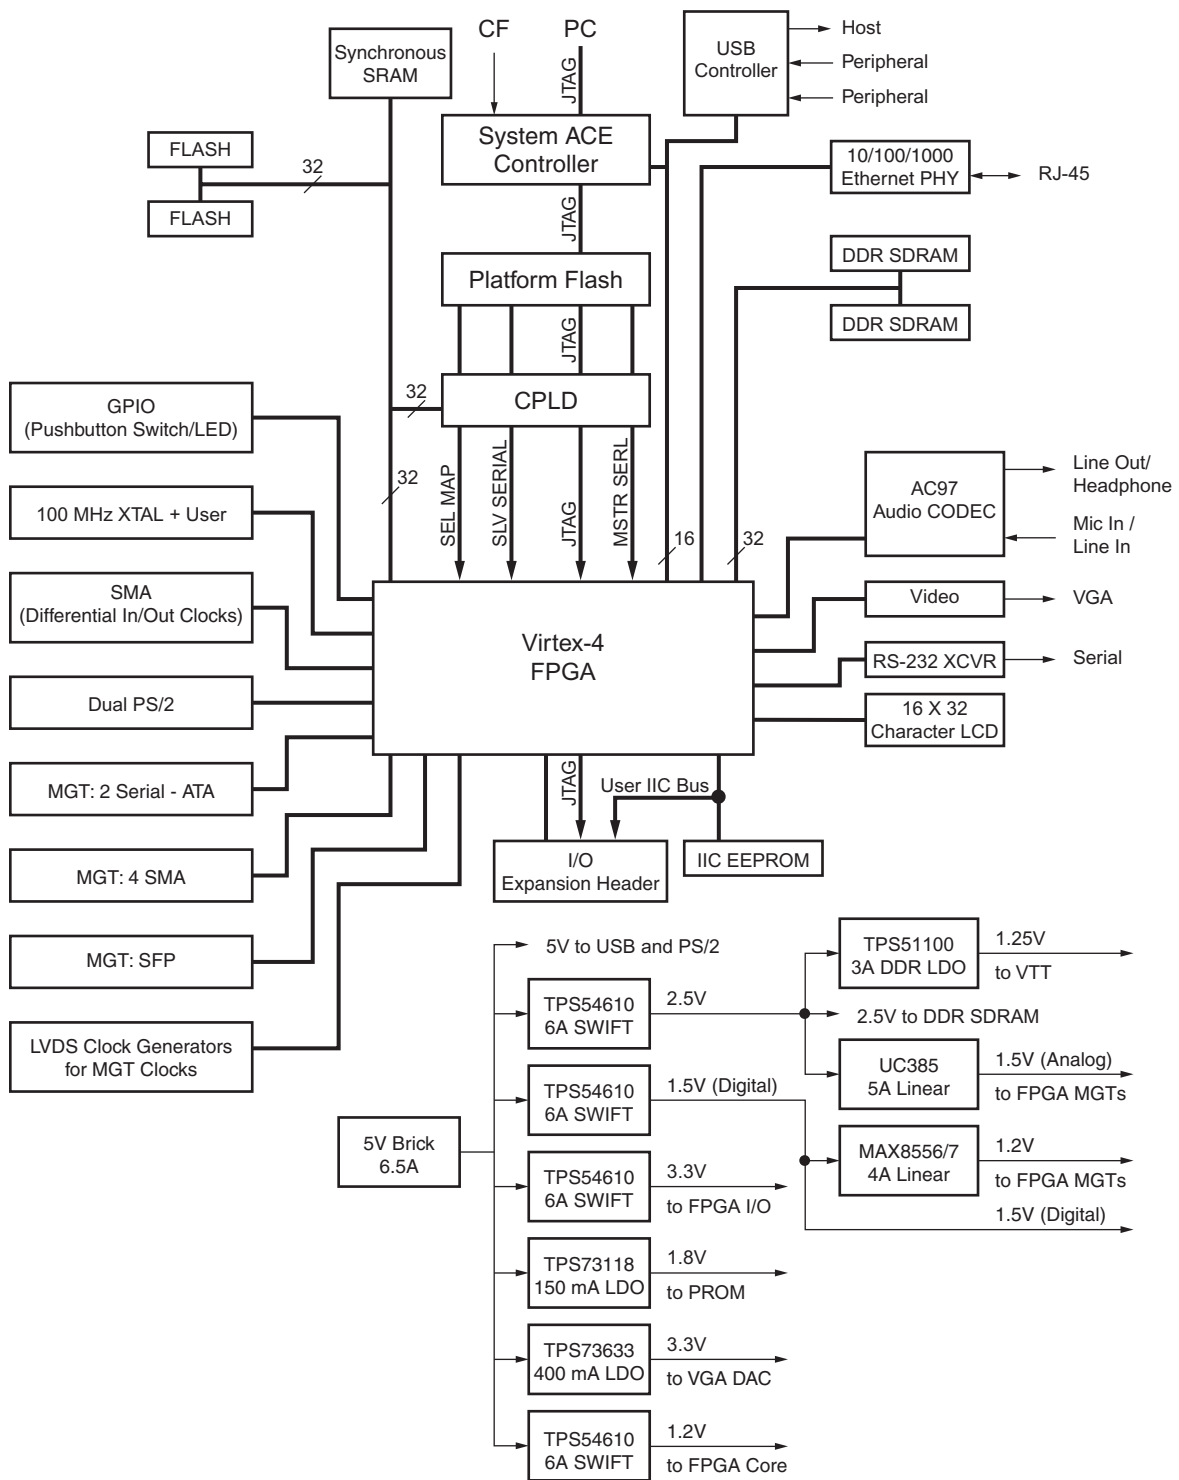 CF
PC
Synchronous
SRAM
USB
Controller
Host
Peripheral
Peripheral
JTAG
System ACE
Controller
FLASH
FLASH
32
10/100/1000
Ethernet PHY
RJ-45
JTAG
Platform Flash
DDR SDRAM
DDR SDRAM
JTAG
CPLD
32
GPIO
(Pushbutton Switch/LED)
32
SEL MAP
SLV SERIAL
JTAG
MSTR SERL
16
32
AC97
Audio CODEC
Line Out/
Headphone
Mic In /
Line In
100 MHz XTAL + User
SMA
(Differential In/Out Clocks)
Virtex-4
FPGA
Video
VGA
RS-232 XCVR
Serial
16 X 32
Character LCD
Dual PS/2
MGT: 2 Serial - ATA
JTAG
User IIC Bus
I/O
Expansion Header
IIC EEPROM
MGT: 4 SMA
MGT: SFP
LVDS Clock Generators
for MGT Clocks
5V to USB and PS/2
TPS54610
6A SWIFT
2.5V
TPS51100
3A DDR LDO
1.25V
to VTT
2.5V to DDR SDRAM
UC385
5A Linear
1.5V (Analog)
to FPGA MGTs
TPS54610
6A SWIFT
1.5V (Digital)
MAX8556/7
4A Linear
1.2V
to FPGA MGTs
1.5V (Digital)
5V Brick
6.5A
TPS54610
6A SWIFT
3.3V
to FPGA I/O
TPS73118
150 mA LDO
1.8V
to PROM
TPS73633
400 mA LDO
3.3V
to VGA DAC
TPS54610
6A SWIFT
1.2V
to FPGA Core